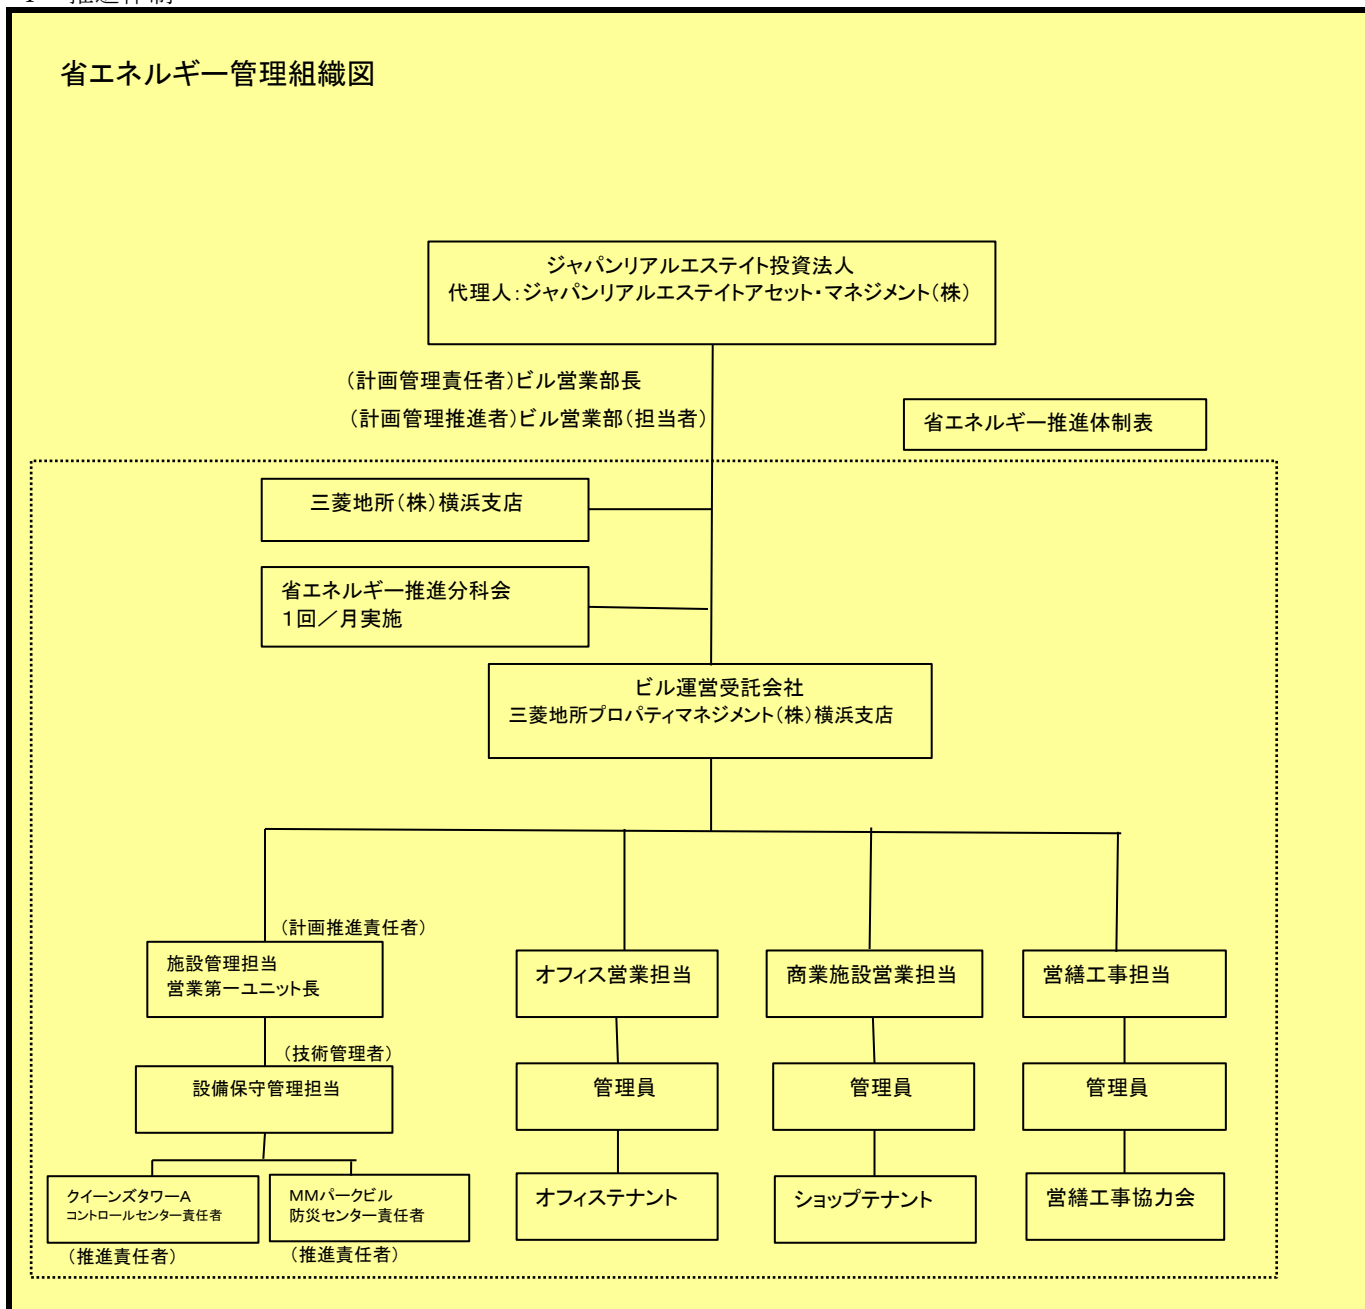 1 推進体制
省エネルギー管理組織図
ジャパンリアルエステイト投資法人
代理人：ジャパンリアルエステイトアセット・マネジメント（株）
（計画管理責任者）ビル営業部長
（計画管理推進者）ビル営業部（担当者）
省エネルギー推進体制表
三菱地所（株）横浜支店
省エネルギー推進分科会
１回／月実施
ビル運営受託会社
三菱地所プロパティマネジメント（株）横浜支店
（計画推進責任者）
施設管理担当
営業第一ユニット長
オフィス営業担当
商業施設営業担当
営繕工事担当
（技術管理者）
設備保守管理担当
管理員
管理員
管理員
クイーンズタワーA
コントロールセンター責任者
（推進責任者）
MMパークビル
防災センター責任者
（推進責任者）
オフィステナント
ショップテナント
営繕工事協力会